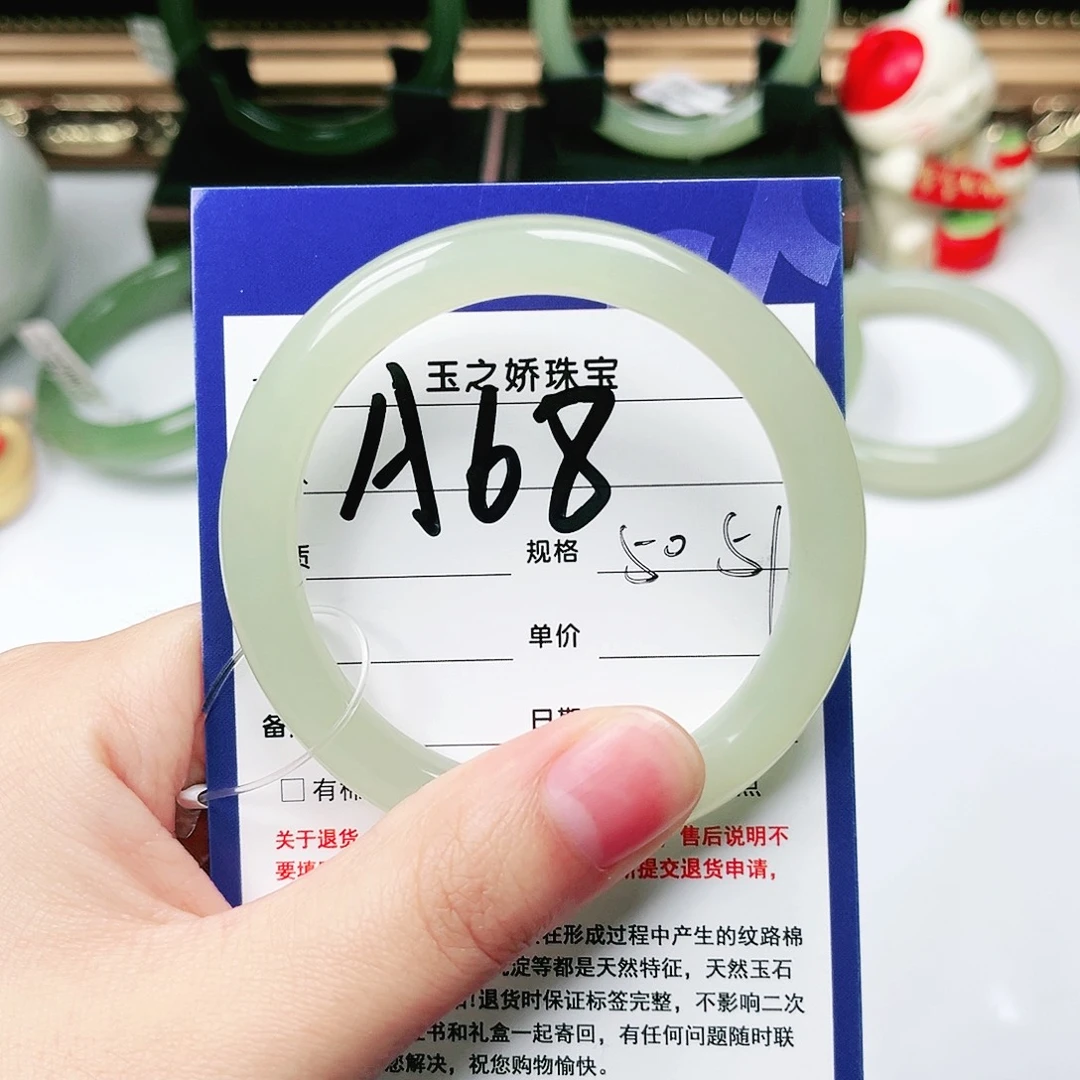 玉之娇珠宝
A68
规格 50 51
单价
备
□ 有棉
关于退货 售后说明不
要 提交退货申请,
在形成过程中产生的纹路棉
淀等都是天然特征,天然玉石
!退货时保证标签完整,不影响二次
书和礼盒一起寄回,有任何问题随时联
您解决,祝您购物愉快。